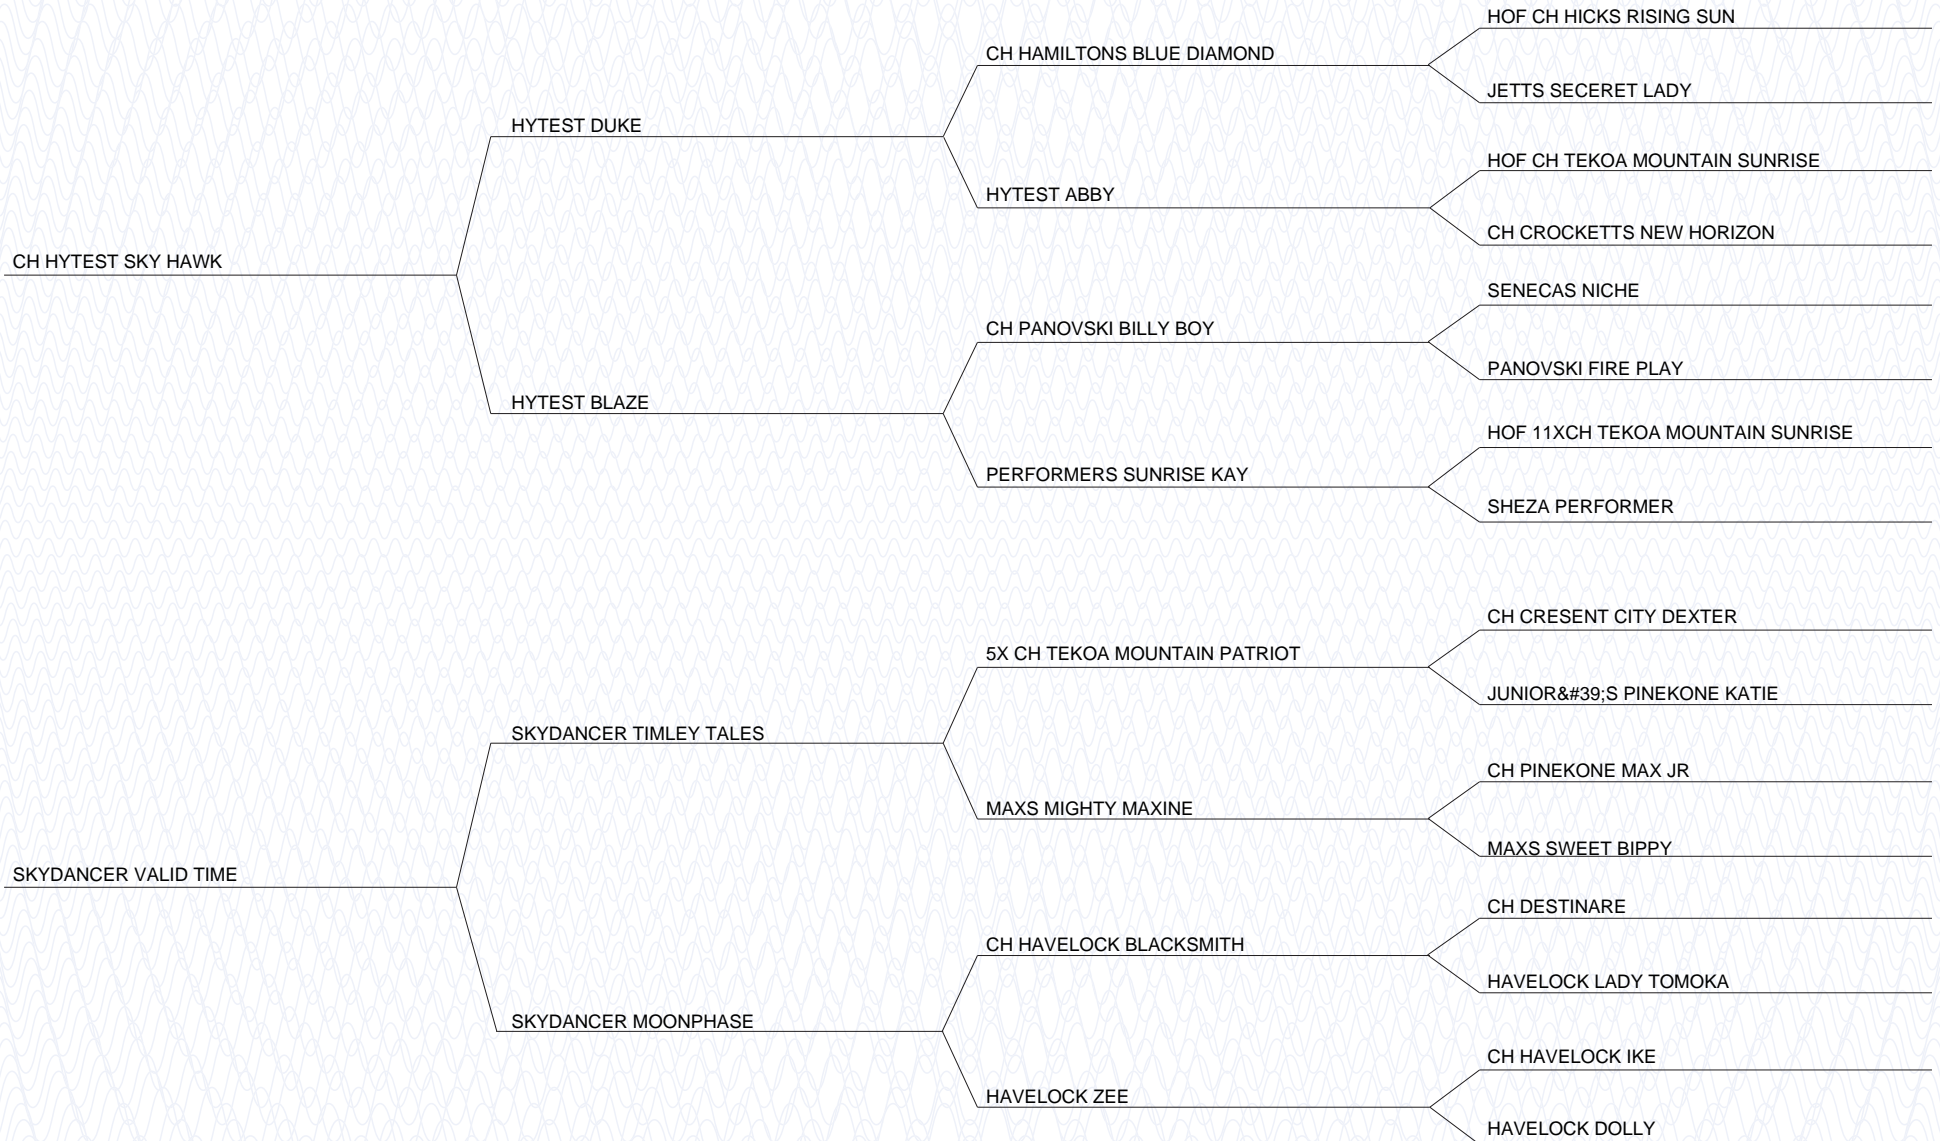 HOF CH HICKS RISING SUN
CH HAMILTONS BLUE DIAMOND
JETTS SECERET LADY
HYTEST DUKE
HOF CH TEKOA MOUNTAIN SUNRISE
HYTEST ABBY
CH CROCKETTS NEW HORIZON
CH HYTEST SKY HAWK
SENECAS NICHE
CH PANOVSKI BILLY BOY
PANOVSKI FIRE PLAY
HYTEST BLAZE
HOF 11XCH TEKOA MOUNTAIN SUNRISE
PERFORMERS SUNRISE KAY
SHEZA PERFORMER
CH CRESENT CITY DEXTER
5X CH TEKOA MOUNTAIN PATRIOT
JUNIOR&#39;S PINEKONE KATIE
SKYDANCER TIMLEY TALES
CH PINEKONE MAX JR
MAXS MIGHTY MAXINE
MAXS SWEET BIPPY
SKYDANCER VALID TIME
CH DESTINARE
CH HAVELOCK BLACKSMITH
HAVELOCK LADY TOMOKA
SKYDANCER MOONPHASE
CH HAVELOCK IKE
HAVELOCK ZEE
HAVELOCK DOLLY